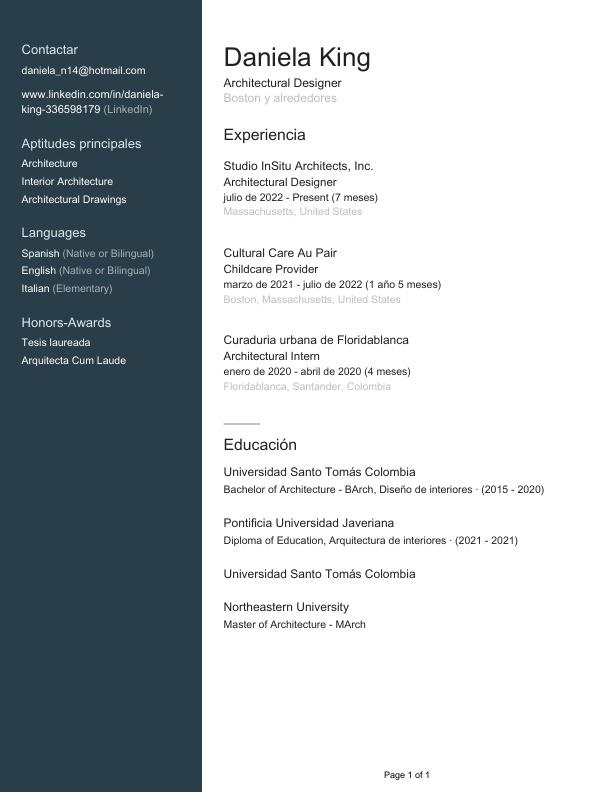 Contactar
daniela_n14@hotmail.com
www.linkedin.com/in/daniela-
king-336598179 (LinkedIn)
Aptitudes principales
Architecture
Interior Architecture
Architectural Drawings
Languages
Spanish (Native or Bilingual)
English (Native or Bilingual)
Italian (Elementary)
Honors-Awards
Tesis laureada
Arquitecta Cum Laude
Daniela King
Architectural Designer
Boston y alrededores
Experiencia
Studio InSitu Architects, Inc.
Architectural Designer
julio de 2022 - Present (7 meses)
Massachusetts, United States
Cultural Care Au Pair
Childcare Provider
marzo de 2021 - julio de 2022 (1 año 5 meses)
Boston, Massachusetts, United States
Curaduria urbana de Floridablanca
Architectural Intern
enero de 2020 - abril de 2020 (4 meses)
Floridablanca, Santander, Colombia
Educación
Universidad Santo Tomás Colombia
Bachelor of Architecture - BArch, Diseño de interiores · (2015 - 2020)
Pontificia Universidad Javeriana
Diploma of Education, Arquitectura de interiores · (2021 - 2021)
Universidad Santo Tomás Colombia
Northeastern University
Master of Architecture - MArch
Page 1 of 1